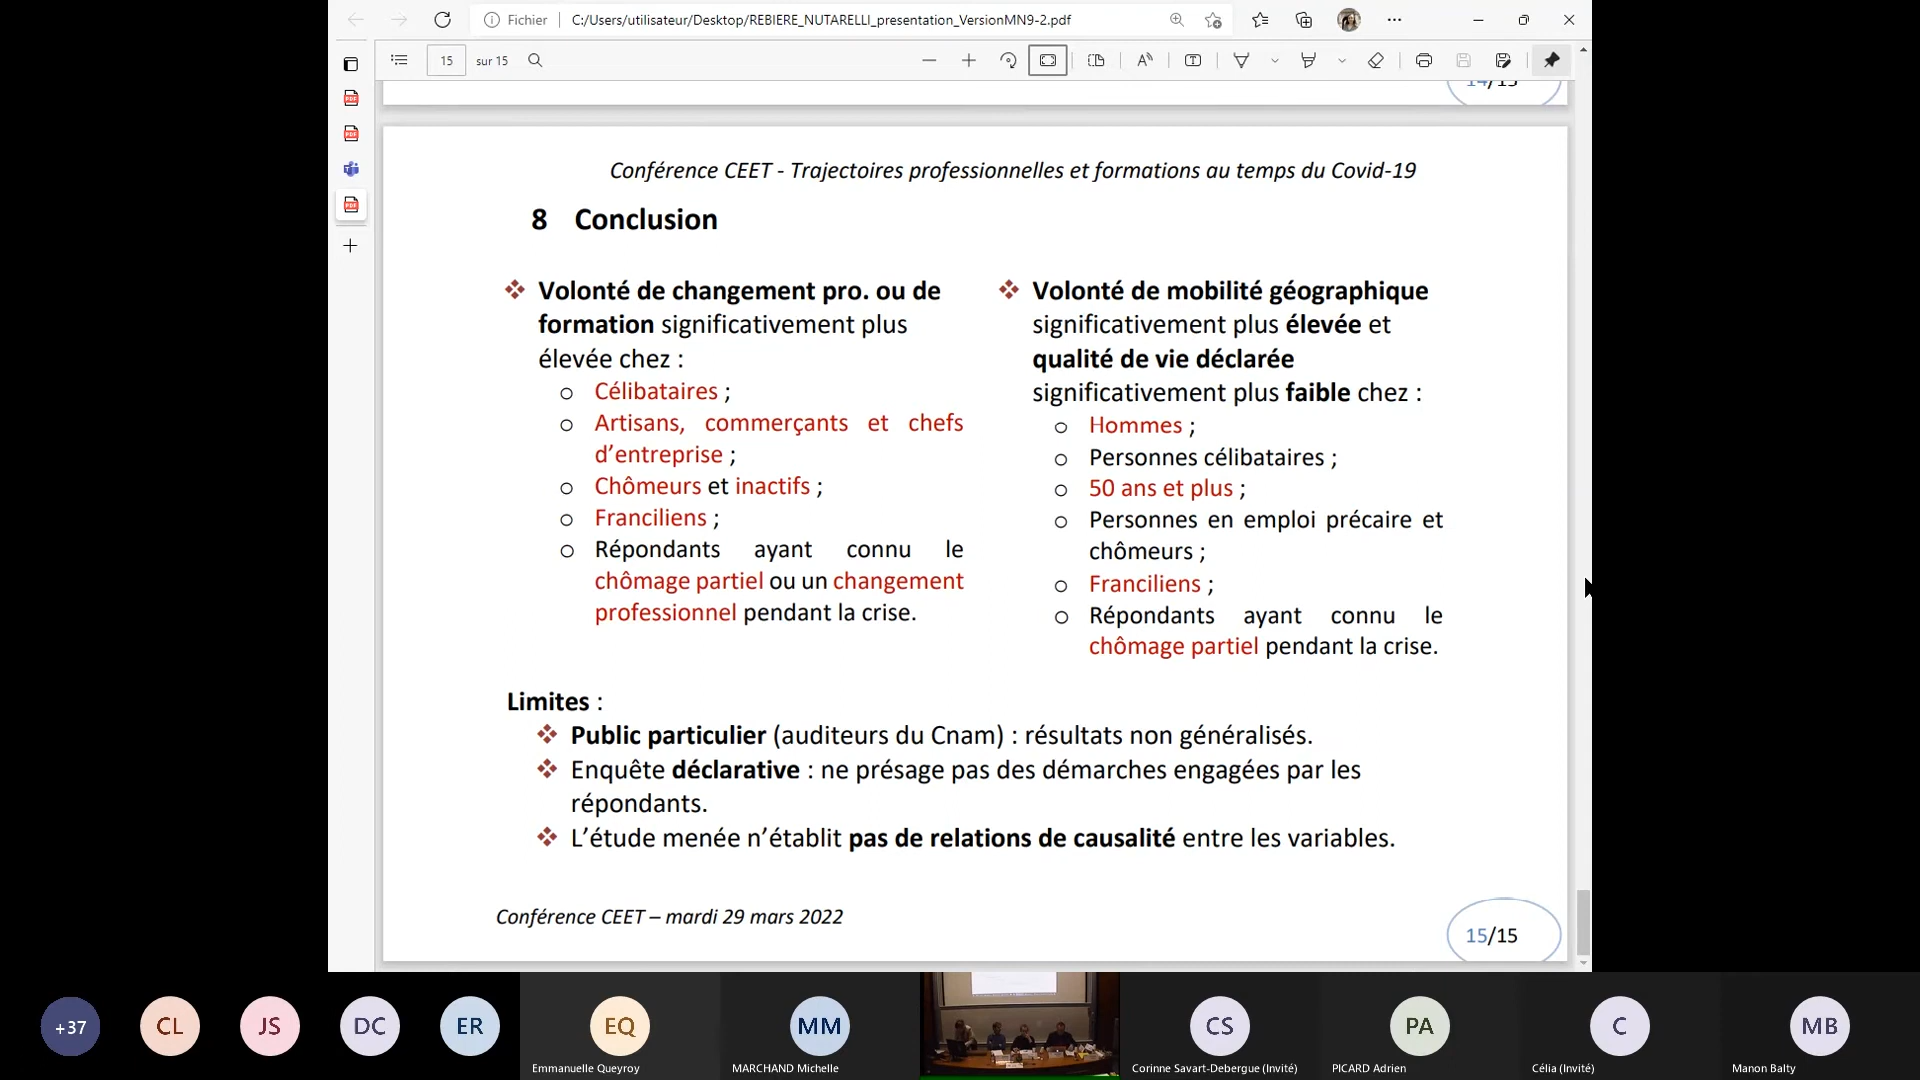 Fichier
C:/Users/utilisateur/Desktop/REBIERE_NUTARELLI_presentation_VersionMN9-2.pdf
15 sur 15
14/15
Conférence CEET - Trajectoires professionnelles et formations au temps du Covid-19
8 Conclusion
❖ Volonté de changement pro. ou de
formation significativement plus
élevée chez :
o Célibataires ;
o Artisans, commerçants et chefs
d’entreprise ;
o Chômeurs et inactifs ;
o Franciliens ;
o Répondants ayant connu le
chômage partiel ou un changement
professionnel pendant la crise.
❖ Volonté de mobilité géographique
significativement plus élevée et
qualité de vie déclarée
significativement plus faible chez :
o Hommes ;
o Personnes célibataires ;
o 50 ans et plus ;
o Personnes en emploi précaire et
chômeurs ;
o Franciliens ;
o Répondants ayant connu le
chômage partiel pendant la crise.
Limites :
❖ Public particulier (auditeurs du Cnam) : résultats non généralisés.
❖ Enquête déclarative : ne présage pas des démarches engagées par les
répondants.
❖ L’étude menée n’établit pas de relations de causalité entre les variables.
Conférence CEET – mardi 29 mars 2022
15/15
+37
CL
JS
DC
ER
EQ
Emmanuelle Queyroy
MM
MARCHAND Michelle
CS
Corinne Savart-Debergue (Invité)
PA
PICARD Adrien
C
Célia (Invité)
MB
Manon Balty